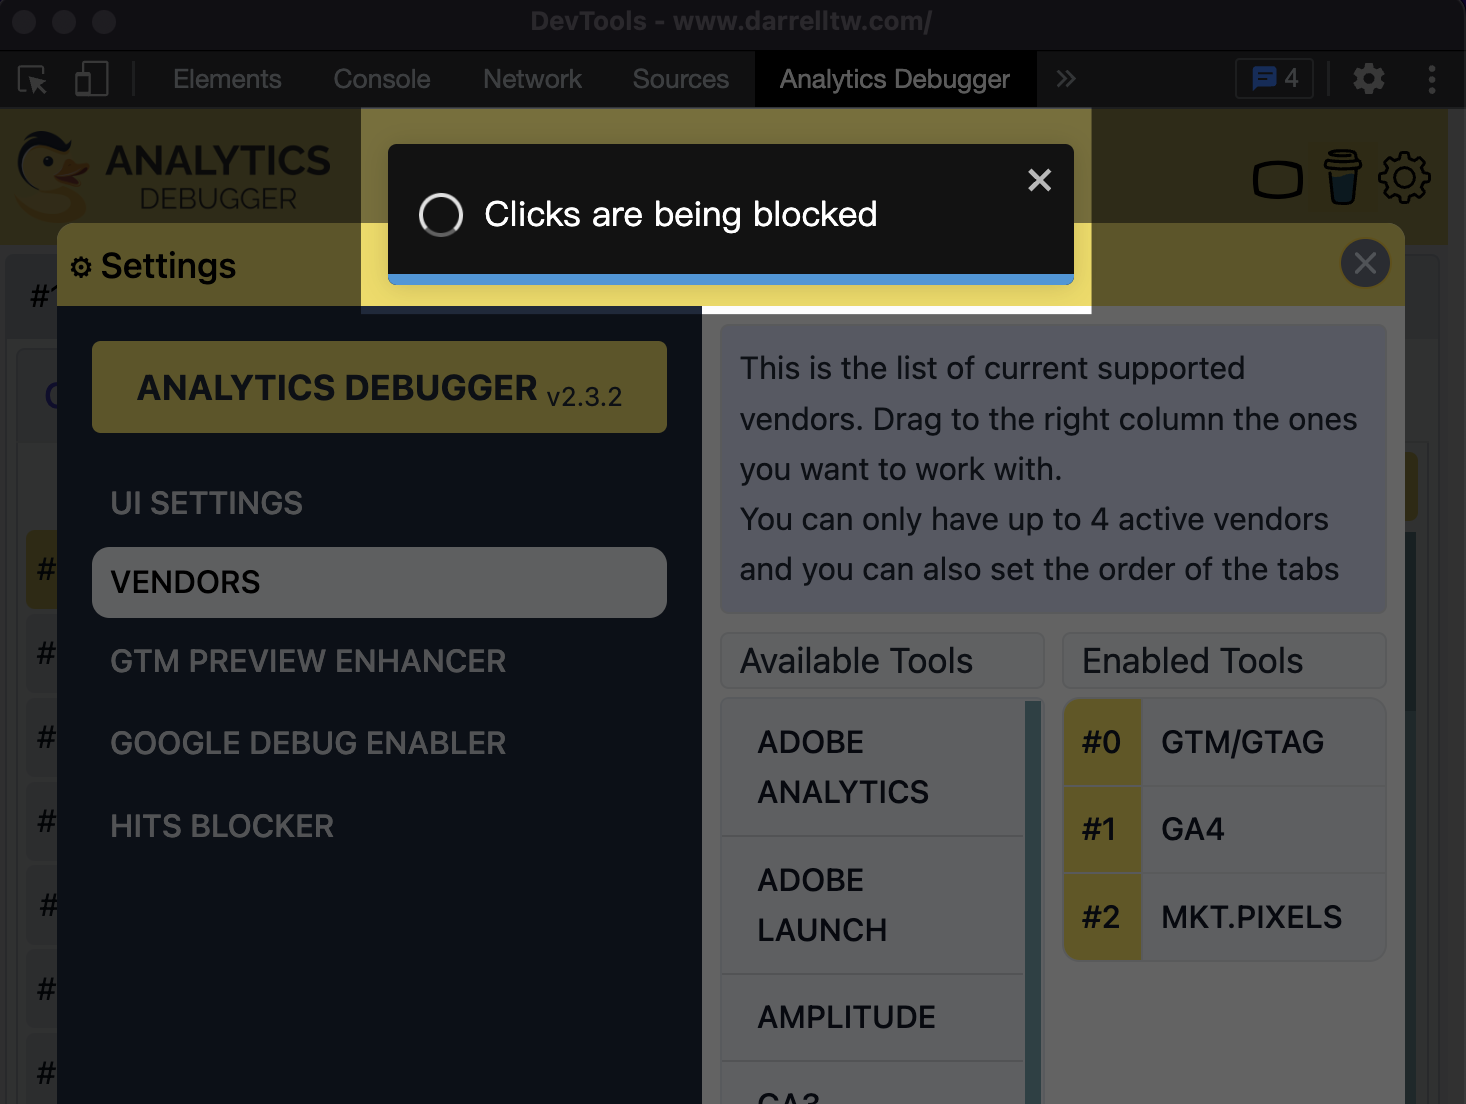 DevTools - www.darrelltw.com/
Elements
Console
Network
Sources
Analytics Debugger
4
ANALYTICS
DEBUGGER
Clicks are being blocked
Settings
ANALYTICS DEBUGGER v2.3.2
UI SETTINGS
VENDORS
GTM PREVIEW ENHANCER
GOOGLE DEBUG ENABLER
HITS BLOCKER
This is the list of current supported
vendors. Drag to the right column the ones
you want to work with.
You can only have up to 4 active vendors
and you can also set the order of the tabs
Available Tools
ADOBE
ANALYTICS
ADOBE
LAUNCH
AMPLITUDE
GA3
Enabled Tools
#0 GTM/GTAG
#1 GA4
#2 MKT.PIXELS